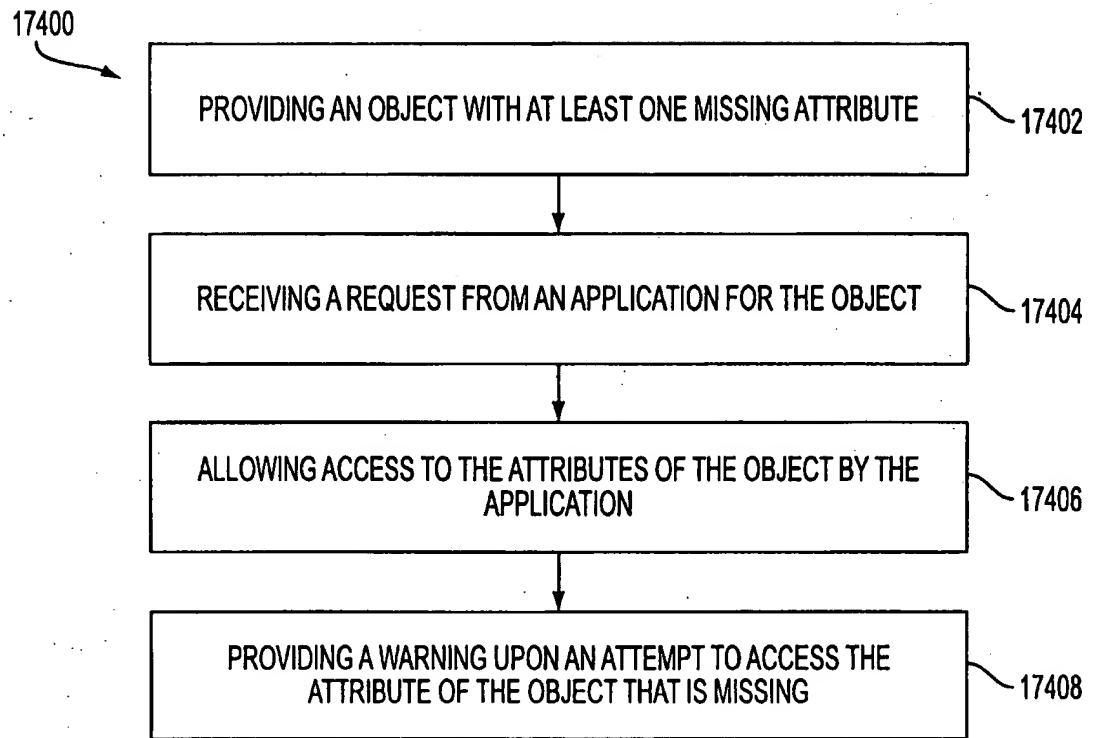 17400
PROVIDING AN OBJECT WITH AT LEAST ONE MISSING ATTRIBUTE
17402
RECEIVING A REQUEST FROM AN APPLICATION FOR THE OBJECT
17404
ALLOWING ACCESS TO THE ATTRIBUTES OF THE OBJECT BY THE
APPLICATION
17406
PROVIDING A WARNING UPON AN ATTEMPT TO ACCESS THE
ATTRIBUTE OF THE OBJECT THAT IS MISSING
17408